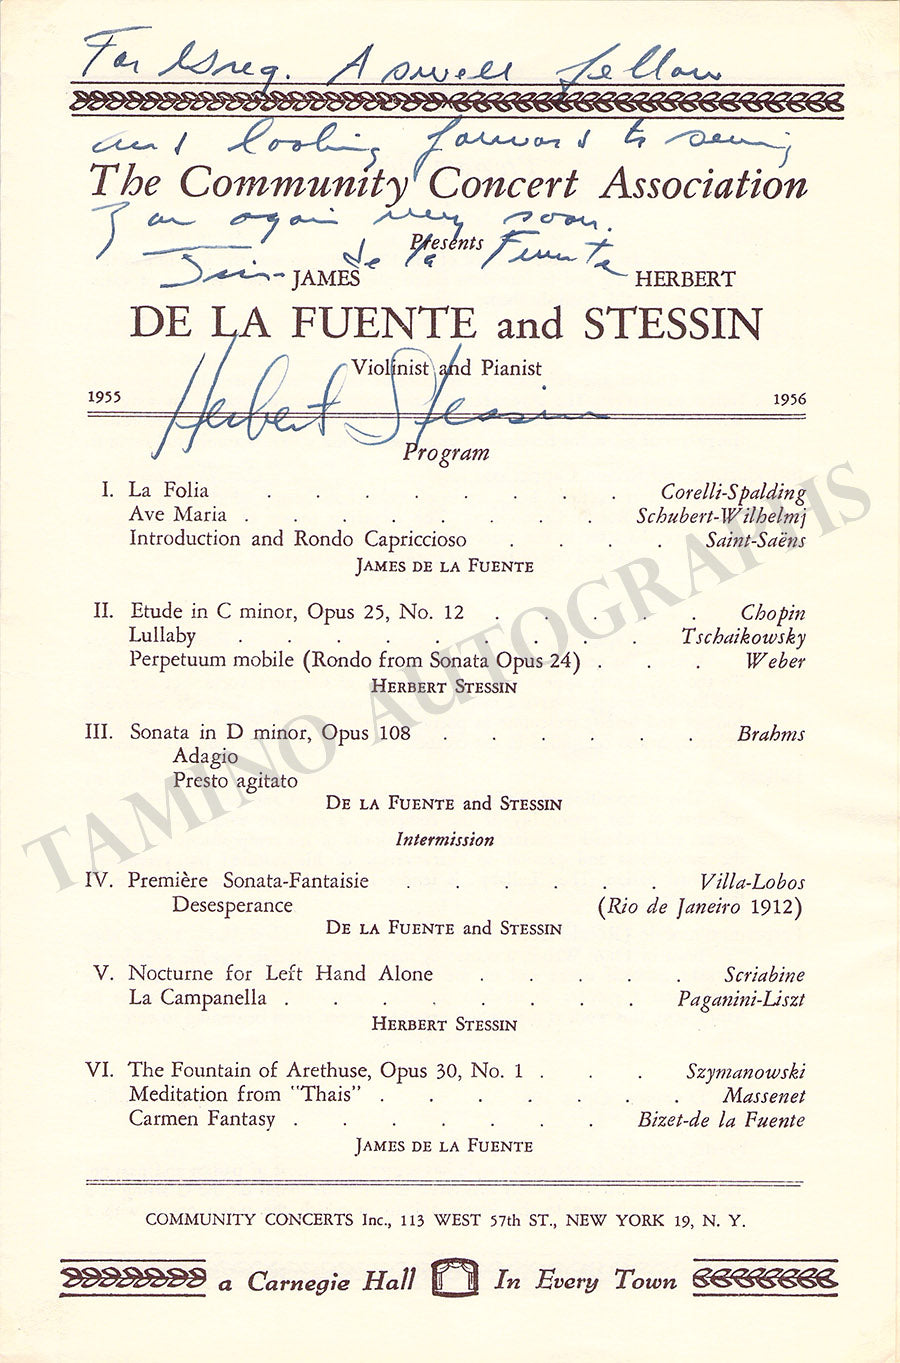 For Greg. A swell fellow
and looking forward to seeing
The Community Concert Association
you again very soon.
Presents
Jim de la Fuente
JAMES HERBERT
DE LA FUENTE and STESSIN
Violinist and Pianist
Herbert Stessin
1955 1956
Program
I. La Folia . . . . . . . . Corelli-Spalding
Ave Maria . . . . . . . . Schubert-Wilhelmj
Introduction and Rondo Capriccioso . . . . Saint-Saëns
JAMES DE LA FUENTE
II. Etude in C minor, Opus 25, No. 12 . . . . . Chopin
Lullaby . . . . . . . . . Tschaikowsky
Perpetuum mobile (Rondo from Sonata Opus 24) . . . Weber
HERBERT STESSIN
III. Sonata in D minor, Opus 108 . . . . . . Brahms
Adagio
Presto agitato
DE LA FUENTE and STESSIN
Intermission
IV. Première Sonata-Fantaisie . . . . . . Villa-Lobos
Desesperance (Rio de Janeiro 1912)
DE LA FUENTE and STESSIN
V. Nocturne for Left Hand Alone . . . . . Scriabine
La Campanella . . . . . . . . Paganini-Liszt
HERBERT STESSIN
VI. The Fountain of Arethuse, Opus 30, No. 1 . . . Szymanowski
Meditation from "Thais" . . . . . . . Massenet
Carmen Fantasy . . . . . . . Bizet-de la Fuente
JAMES DE LA FUENTE
COMMUNITY CONCERTS Inc., 113 WEST 57th ST., NEW YORK 19, N. Y.
a Carnegie Hall In Every Town
TAMINO AUTOGRAPHS